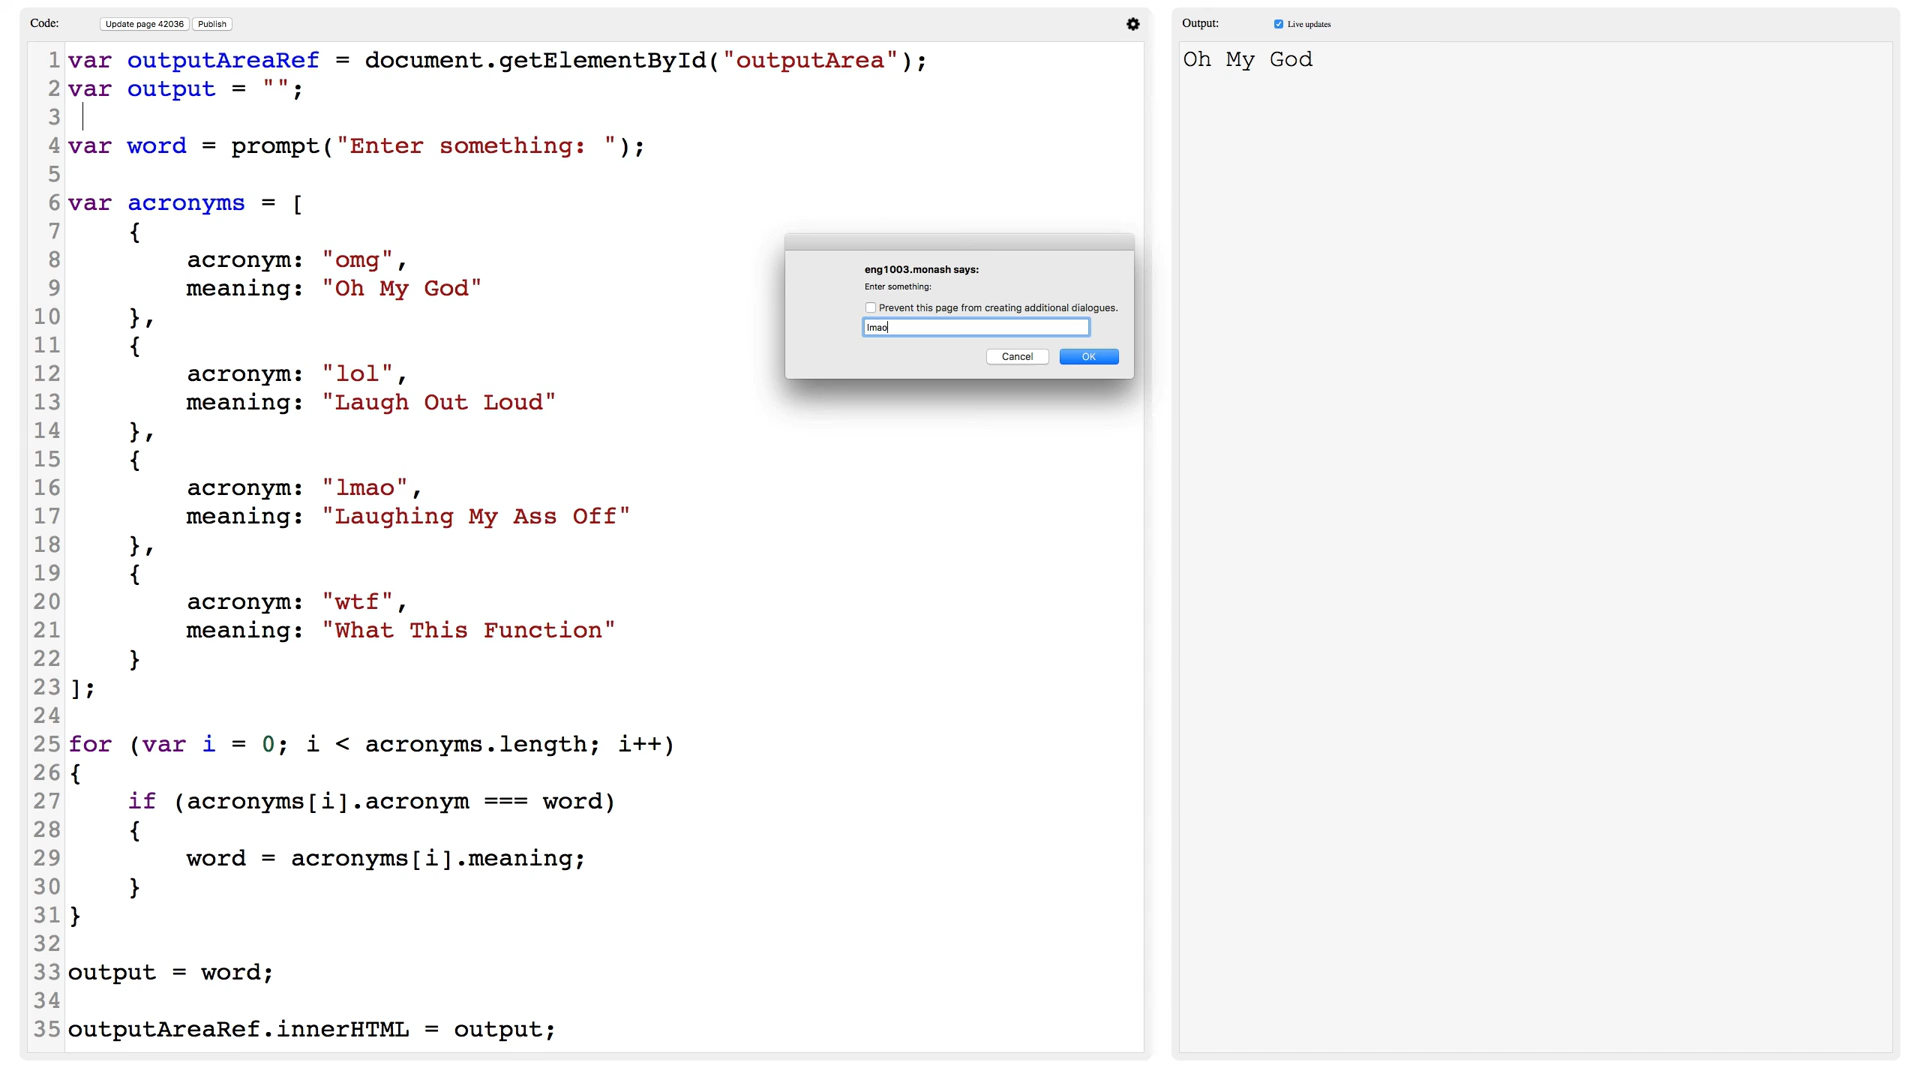 Code:
Update page 42036
Publish
1 var outputAreaRef = document.getElementById("outputArea");
2 var output = "";
3
4 var word = prompt("Enter something: ");
5
6 var acronyms = [
7 {
8 acronym: "omg",
9 meaning: "Oh My God"
10 },
11 {
12 acronym: "lol",
13 meaning: "Laugh Out Loud"
14 },
15 {
16 acronym: "lmao",
17 meaning: "Laughing My Ass Off"
18 },
19 {
20 acronym: "wtf",
21 meaning: "What This Function"
22 }
23 ];
24
25 for (var i = 0; i < acronyms.length; i++)
26 {
27 if (acronyms[i].acronym === word)
28 {
29 word = acronyms[i].meaning;
30 }
31 }
32
33 output = word;
34
35 outputAreaRef.innerHTML = output;
eng1003.monash says:
Enter something:
Prevent this page from creating additional dialogues.
lmao
Cancel
OK
Output:
Live updates
Oh My God